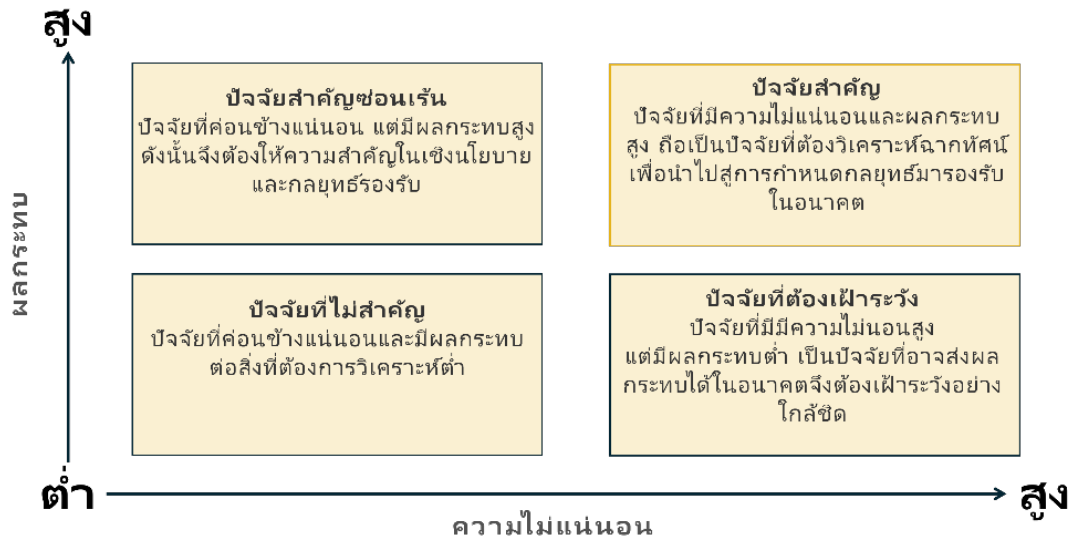 สูง
ปัจจัยสำคัญซ่อนเร้น
ปัจจัยที่ค่อนข้างแน่นอน แต่มีผลกระทบสูง
ดังนั้นจึงต้องให้ความสำคัญในเชิงนโยบาย
และกลยุทธ์รองรับ
ปัจจัยสำคัญ
ปัจจัยที่มีความไม่แน่นอนและผลกระทบ
สูง ถือเป็นปัจจัยที่ต้องวิเคราะห์ฉากทัศน์
เพื่อนำไปสู่การกำหนดกลยุทธ์มารองรับ
ในอนาคต
ผลกระทบ
ปัจจัยที่ไม่สำคัญ
ปัจจัยที่ค่อนข้างแน่นอนและมีผลกระทบ
ต่อสิ่งที่ต้องการวิเคราะห์ต่ำ
ปัจจัยที่ต้องเฝ้าระวัง
ปัจจัยที่มีมีความไม่นอนสูง
แต่มีผลกระทบต่ำ เป็นปัจจัยที่อาจส่งผล
กระทบได้ในอนาคตจึงต้องเฝ้าระวังอย่าง
ใกล้ชิด
ต่ำ
สูง
ความไม่แน่นอน